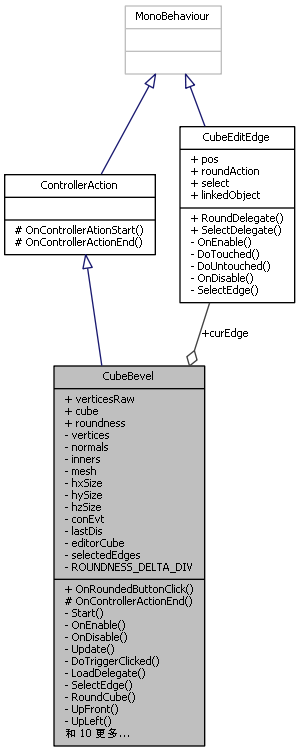 MonoBehaviour
CubeEditEdge
+ pos
+ roundAction
+ select
+ linkedObject
+ RoundDelegate()
+ SelectDelegate()
- OnEnable()
- DoTouched()
- DoUntouched()
- OnDisable()
- SelectEdge()
ControllerAction
# OnControllerAtionStart()
# OnControllerActionEnd()
+curEdge
CubeBevel
+ verticesRaw
+ cube
+ roundness
- vertices
- normals
- inners
- mesh
- hxSize
- hySize
- hzSize
- conEvt
- lastDis
- editorCube
- selectedEdges
- ROUNDNESS_DELTA_DIV
+ OnRoundedButtonClick()
# OnControllerActionEnd()
- Start()
- OnEnable()
- OnDisable()
- Update()
- DoTriggerClicked()
- LoadDelegate()
- SelectEdge()
- RoundCube()
- UpFront()
- UpLeft()
和 10 更多...